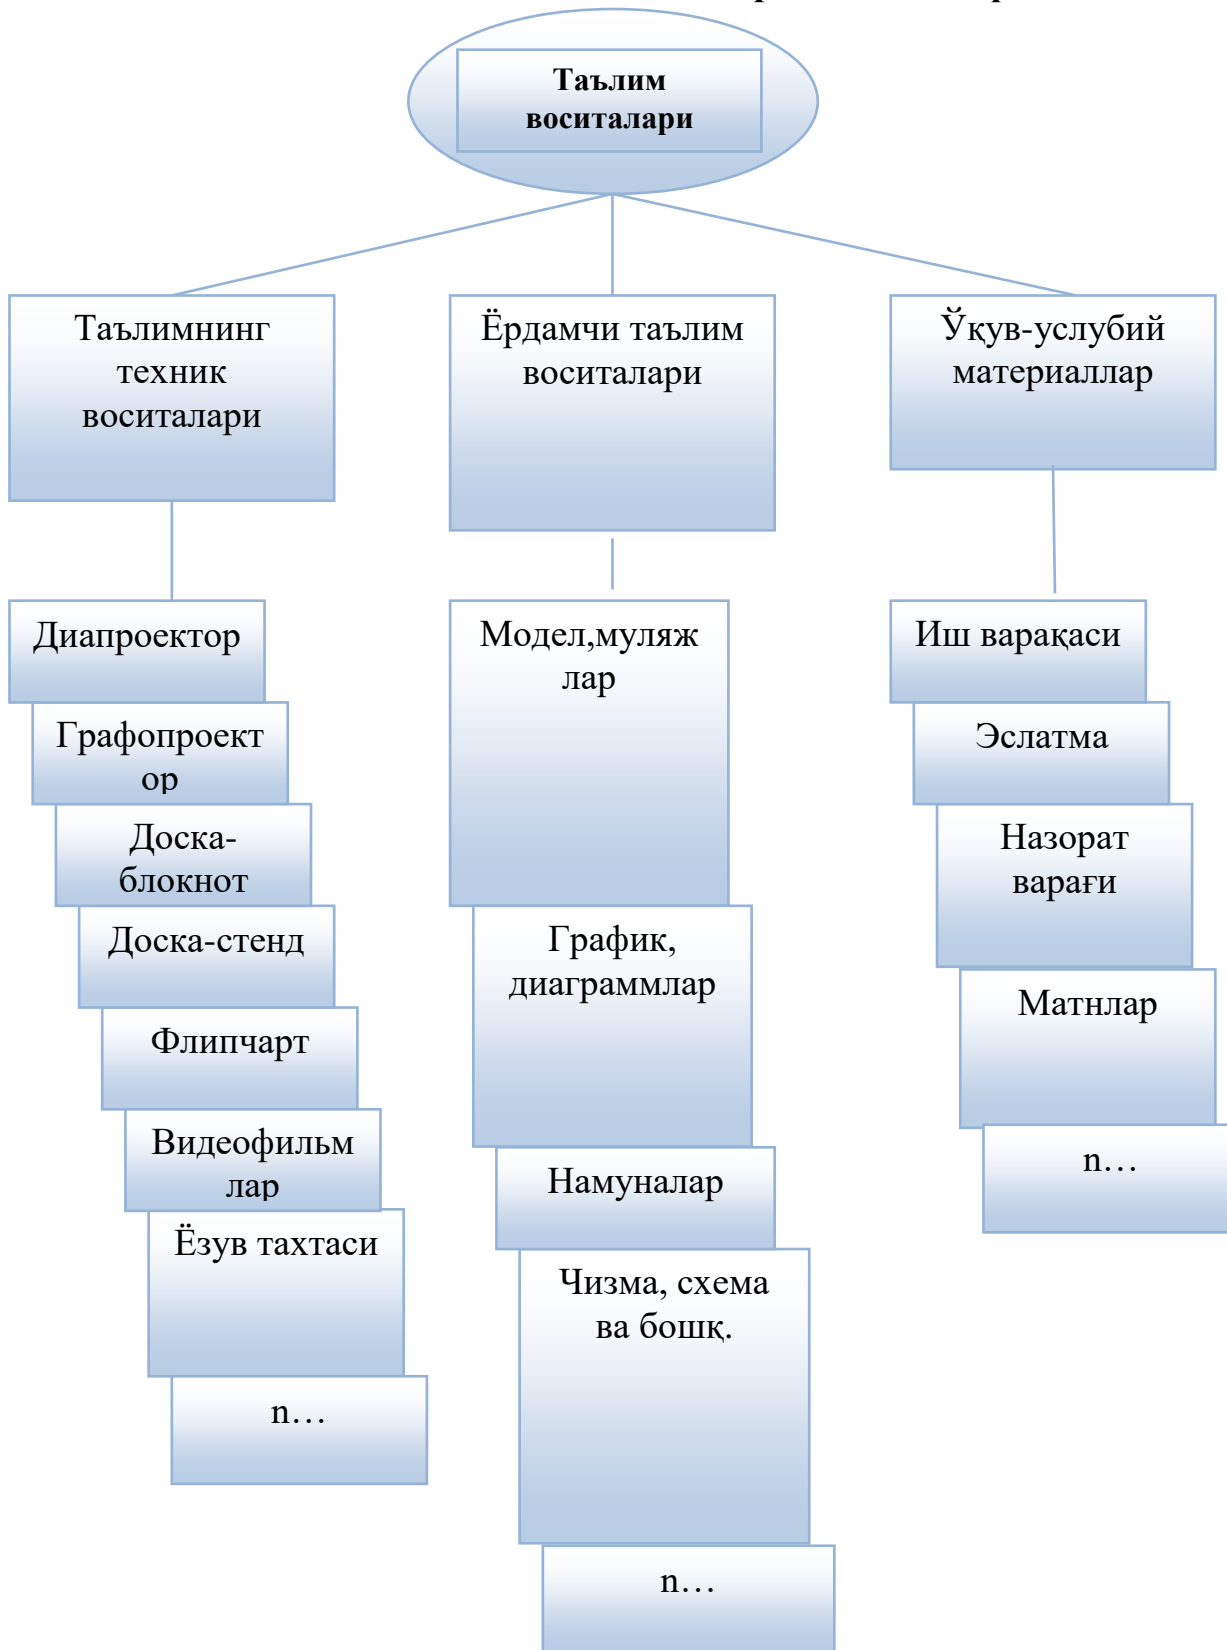 Таълим
воситалари
Таълимнинг
техник
воситалари
Ёрдамчи таълим
воситалари
Ўқув-услубий
материаллар
Диапроектор
Графопроект
ор
Доска-
блокнот
Доска-стенд
Флипчарт
Видеофильм
лар
Ёзув тахтаси
n…
Модел,муляж
лар
График,
диаграммлар
Намуналар
Чизма, схема
ва бошқ.
n…
Иш варақаси
Эслатма
Назорат
варағи
Матнлар
n…